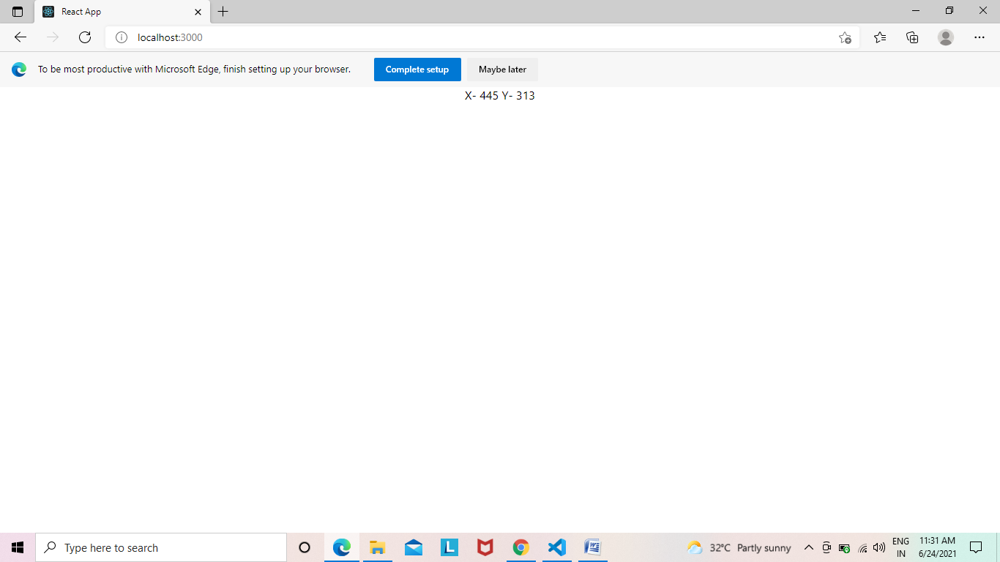 React App
localhost:3000
To be most productive with Microsoft Edge, finish setting up your browser. Complete setup Maybe later
X- 445 Y- 313
Type here to search
L
W
32°C Partly sunny
ENG
IN
11:31 AM
6/24/2021